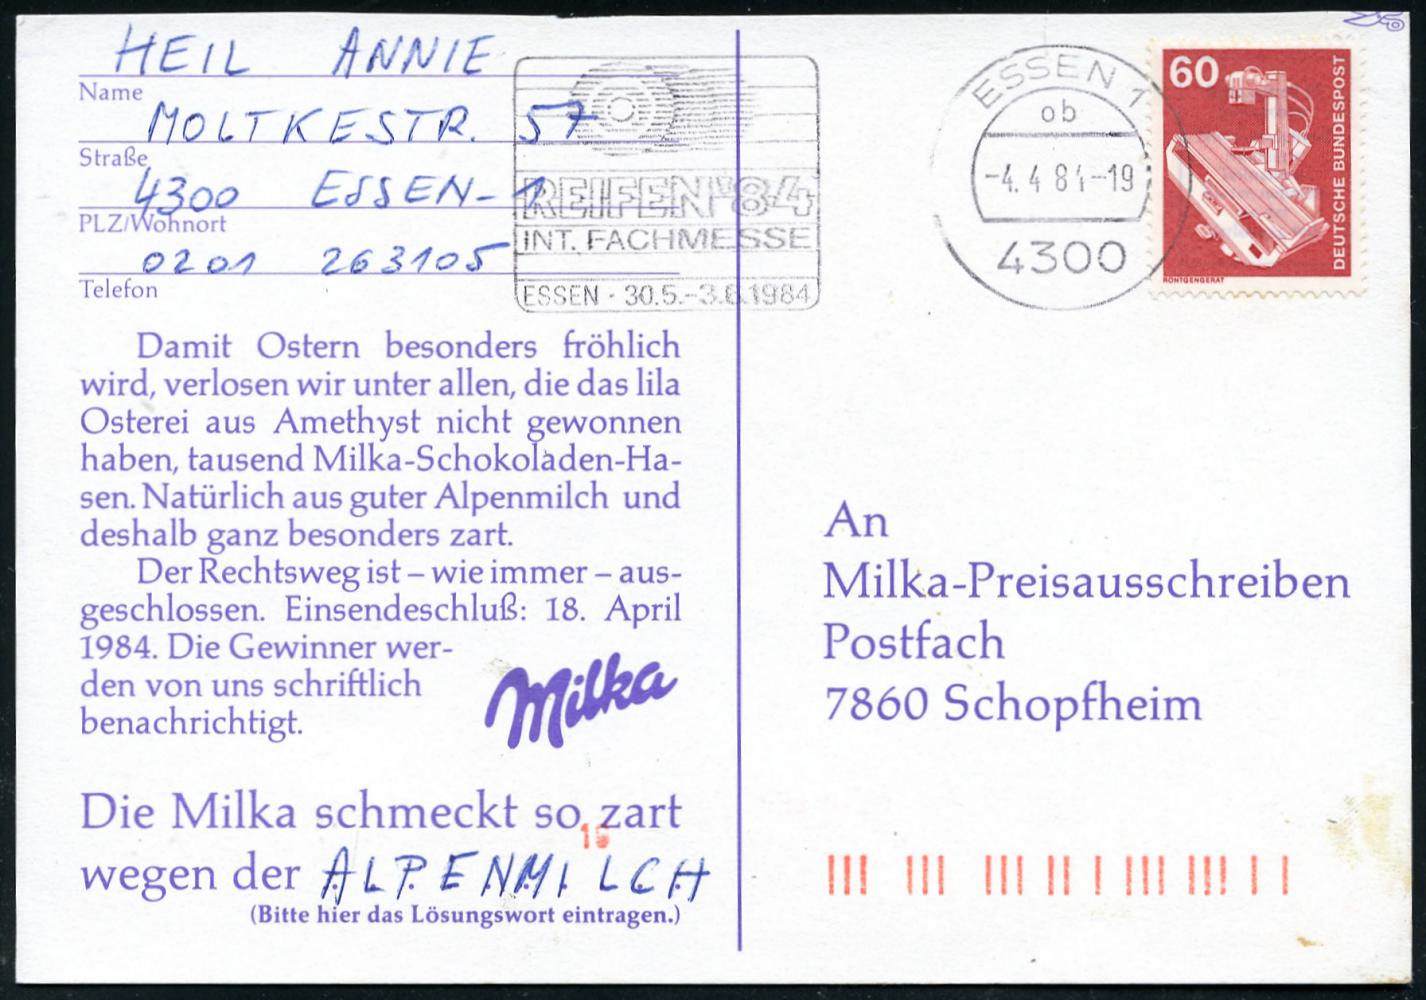 HEIL ANNIE
Name
MOLTKESTR. 57
Straße
4300 ESSEN-1
PLZ/Wohnort
0201 263105
Telefon
REIFEN'84
INT. FACHMESSE
ESSEN · 30.5.-3.6.1984
ESSEN 1
ob
-4.4.84-19
4300
60
DEUTSCHE BUNDESPOST
RÖNTGENGERÄT
Damit Ostern besonders fröhlich
wird, verlosen wir unter allen, die das lila
Osterei aus Amethyst nicht gewonnen
haben, tausend Milka-Schokoladen-Ha-
sen. Natürlich aus guter Alpenmilch und
deshalb ganz besonders zart.
Der Rechtsweg ist – wie immer – aus-
geschlossen. Einsendeschluß: 18. April
1984. Die Gewinner wer-
den von uns schriftlich
benachrichtigt.
Milka
Die Milka schmeckt so zart
16
wegen der ALPENMILCH
(Bitte hier das Lösungswort eintragen.)
An
Milka-Preisausschreiben
Postfach
7860 Schopfheim